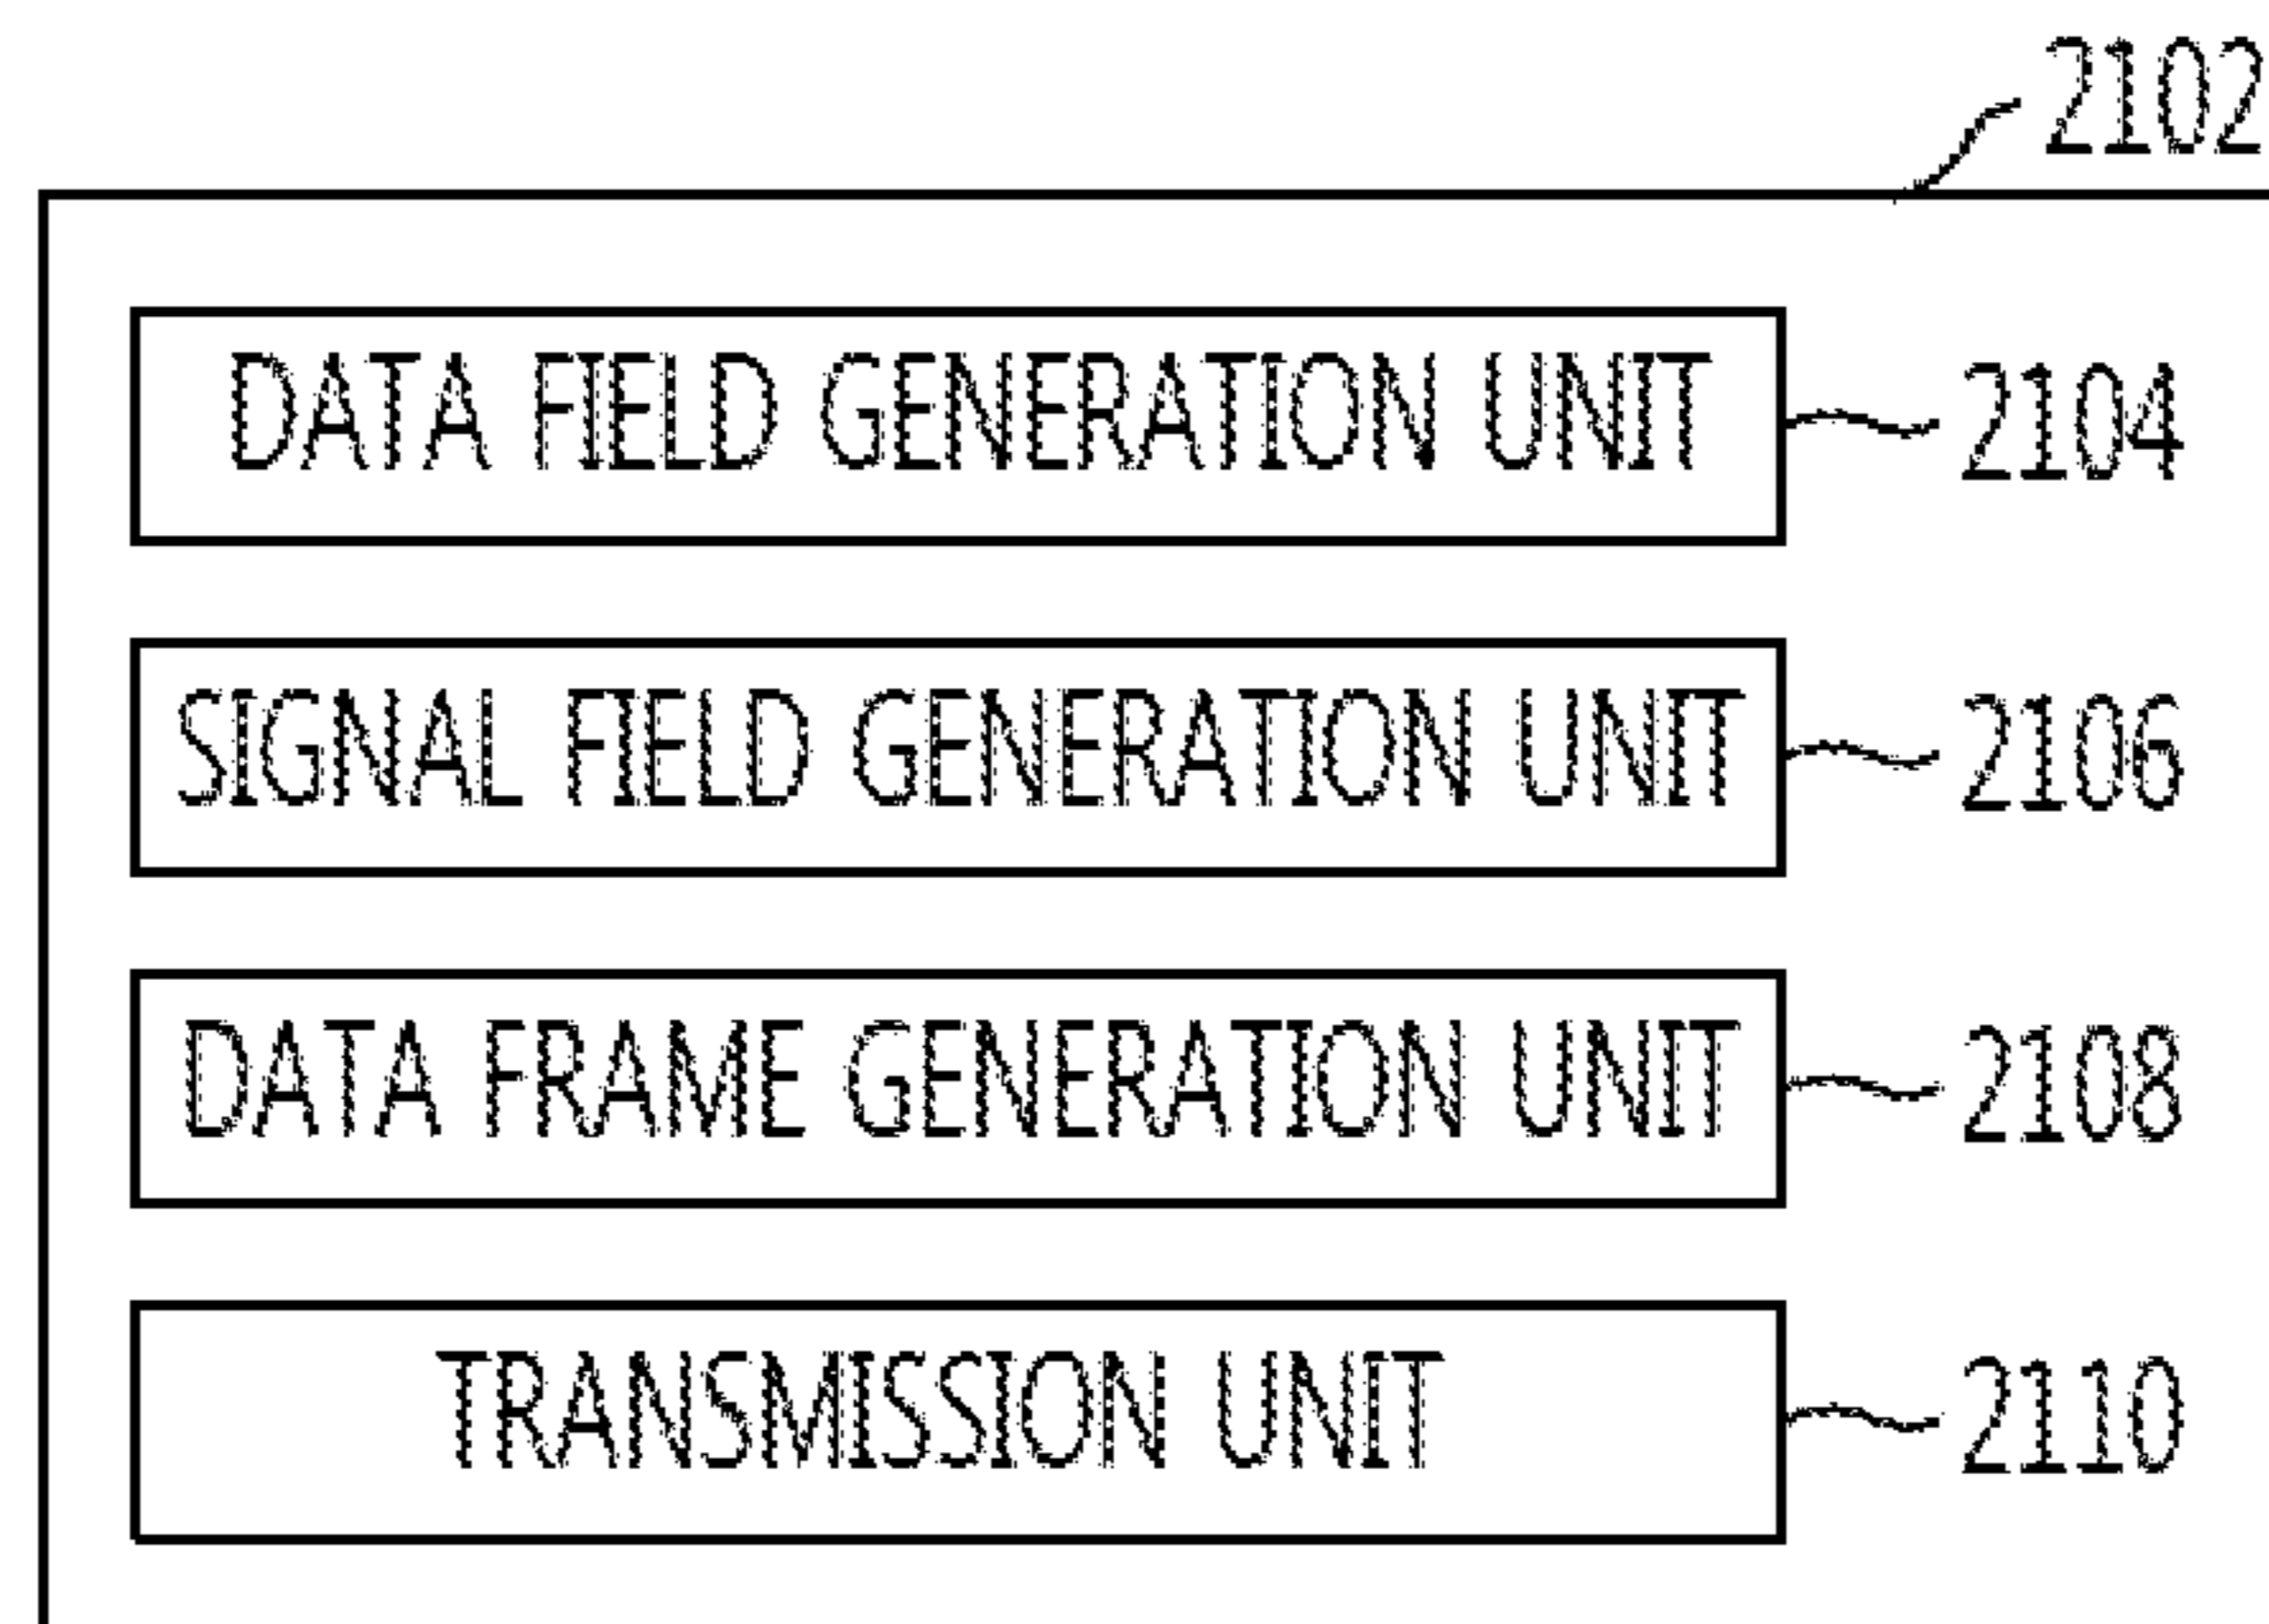 2102
DATA FIELD GENERATION UNIT 2104
SIGNAL FIELD GENERATION UNIT 2106
DATA FRAME GENERATION UNIT 2108
TRANSMISSION UNIT 2110